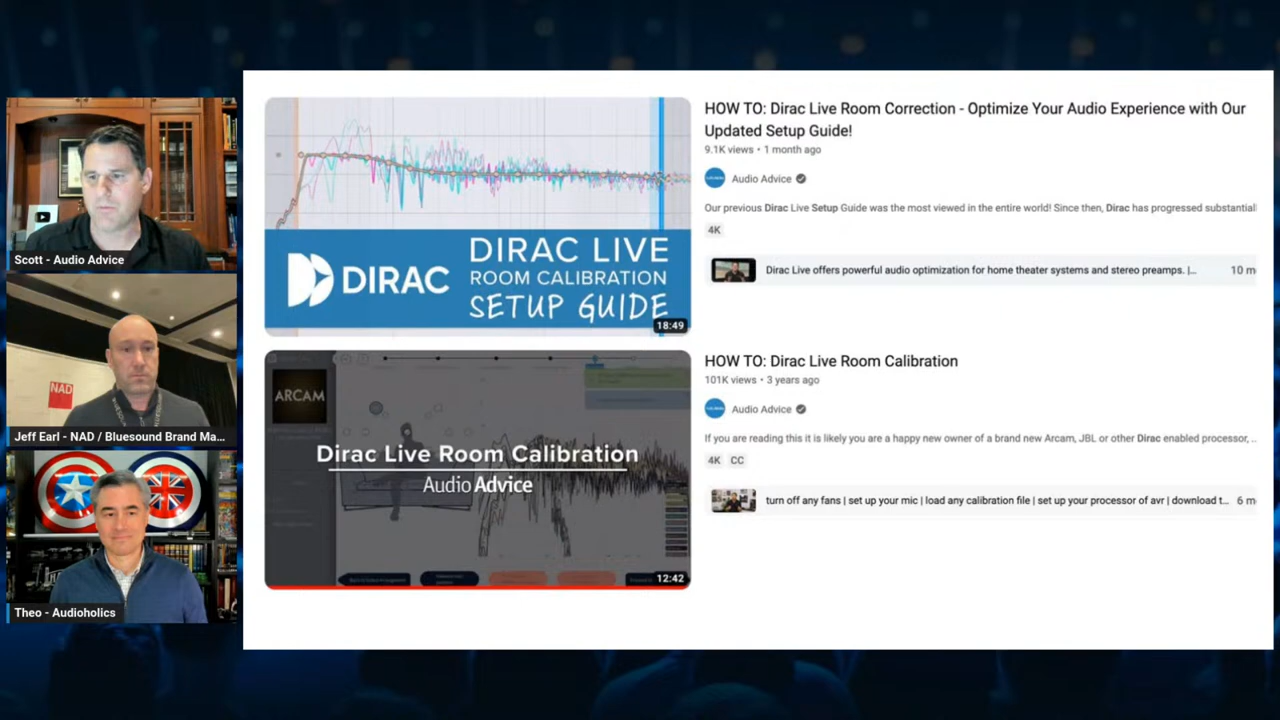 Scott - Audio Advice
NAD
Jeff Earl - NAD / Bluesound Brand Ma...
Theo - Audioholics
DIRAC
DIRAC LIVE
ROOM CALIBRATION
SETUP GUIDE
18:49
HOW TO: Dirac Live Room Correction - Optimize Your Audio Experience with Our
Updated Setup Guide!
9.1K views • 1 month ago
Audio Advice
Our previous Dirac Live Setup Guide was the most viewed in the entire world! Since then, Dirac has progressed substantial
4K
Dirac Live offers powerful audio optimization for home theater systems and stereo preamps. |...
10 m
ARCAM
Dirac Live Room Calibration
Audio Advice
12:42
HOW TO: Dirac Live Room Calibration
101K views • 3 years ago
Audio Advice
If you are reading this it is likely you are a happy new owner of a brand new Arcam, JBL or other Dirac enabled processor, ...
4K CC
turn off any fans | set up your mic | load any calibration file | set up your processor of avr | download t...
6 m